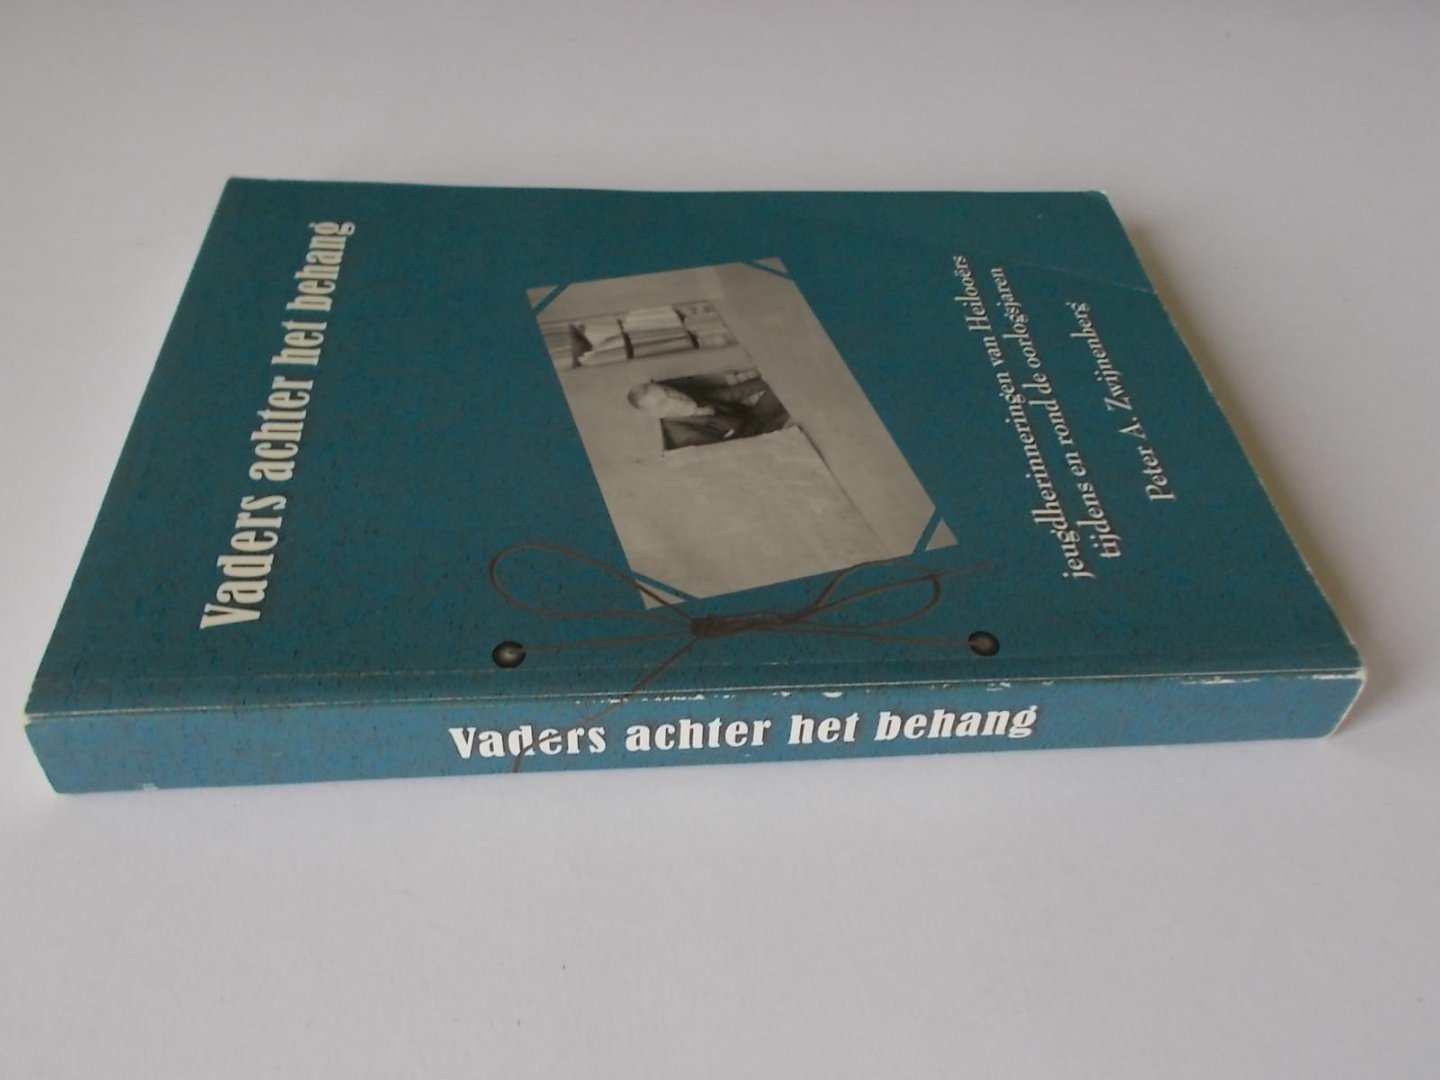 Vaders achter het behang
jeugdherinneringen van Heilooërs
tijdens en rond de oorlogsjaren
Peter A. Zwijnenberg
Vaders achter het behang